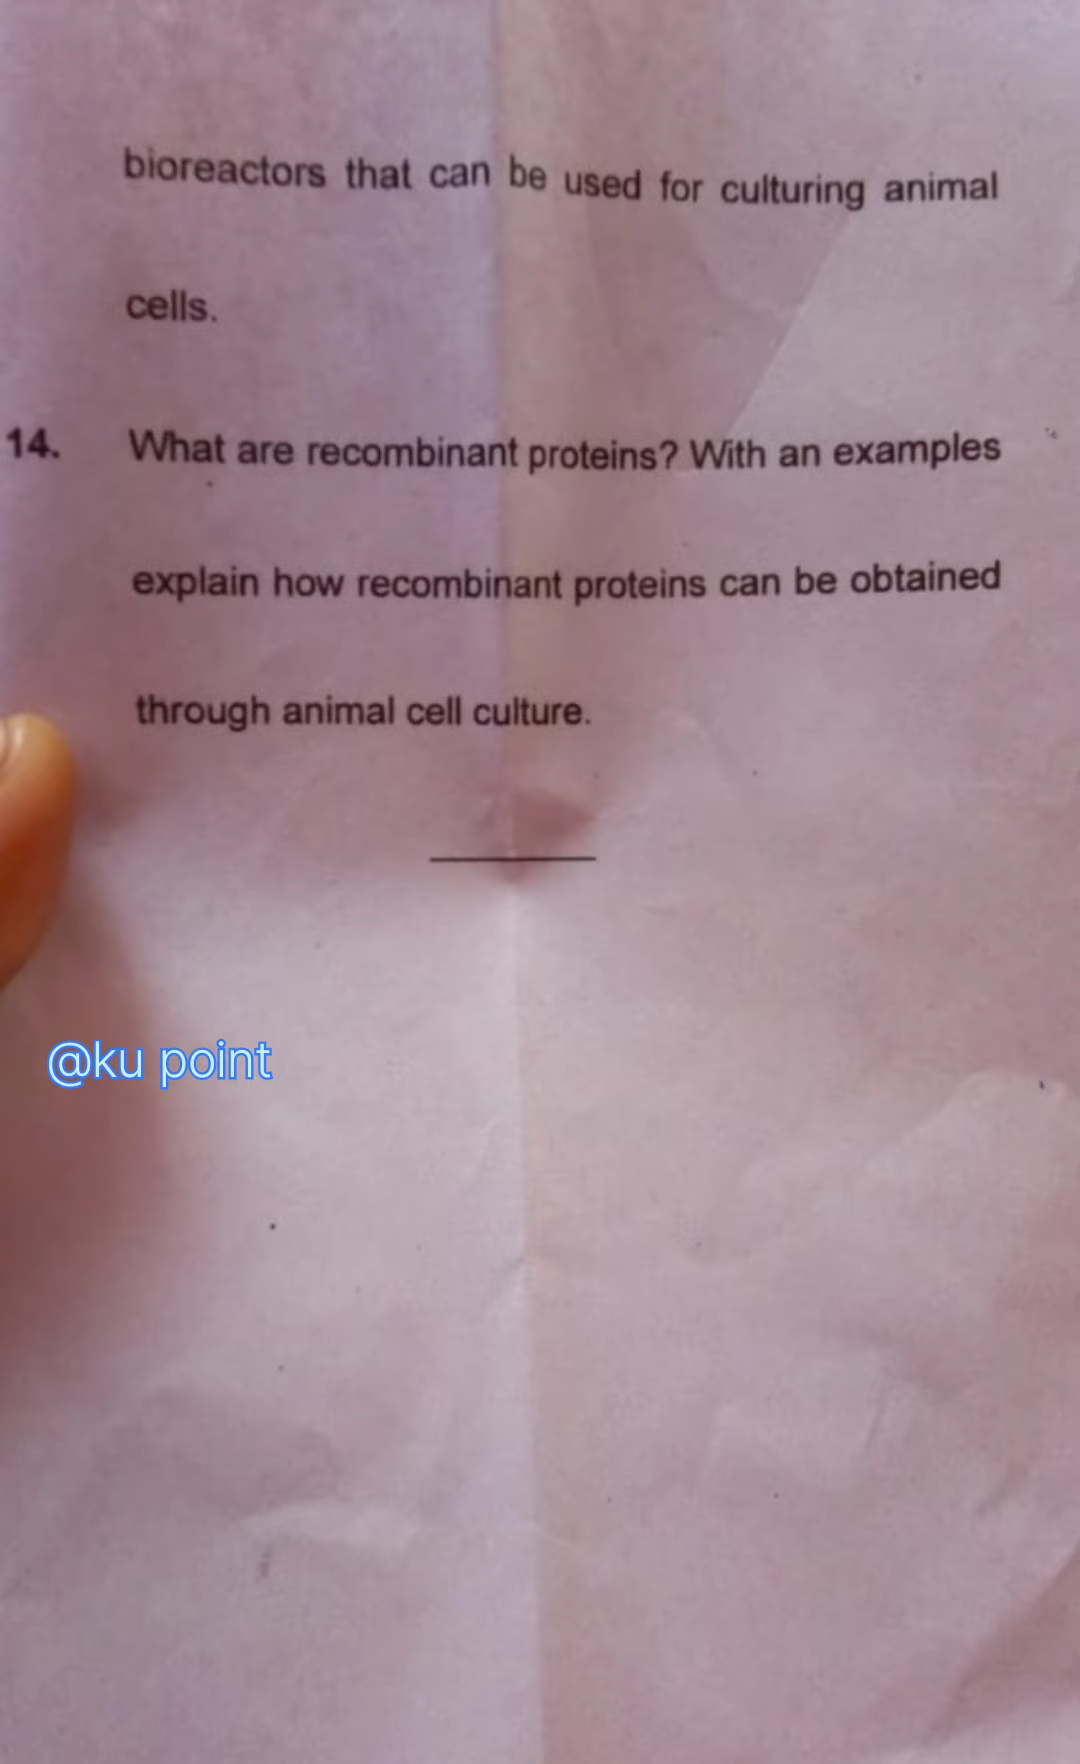 bioreactors that can be used for culturing animal
cells.
14. What are recombinant proteins? With an examples
explain how recombinant proteins can be obtained
through animal cell culture.
@ku point